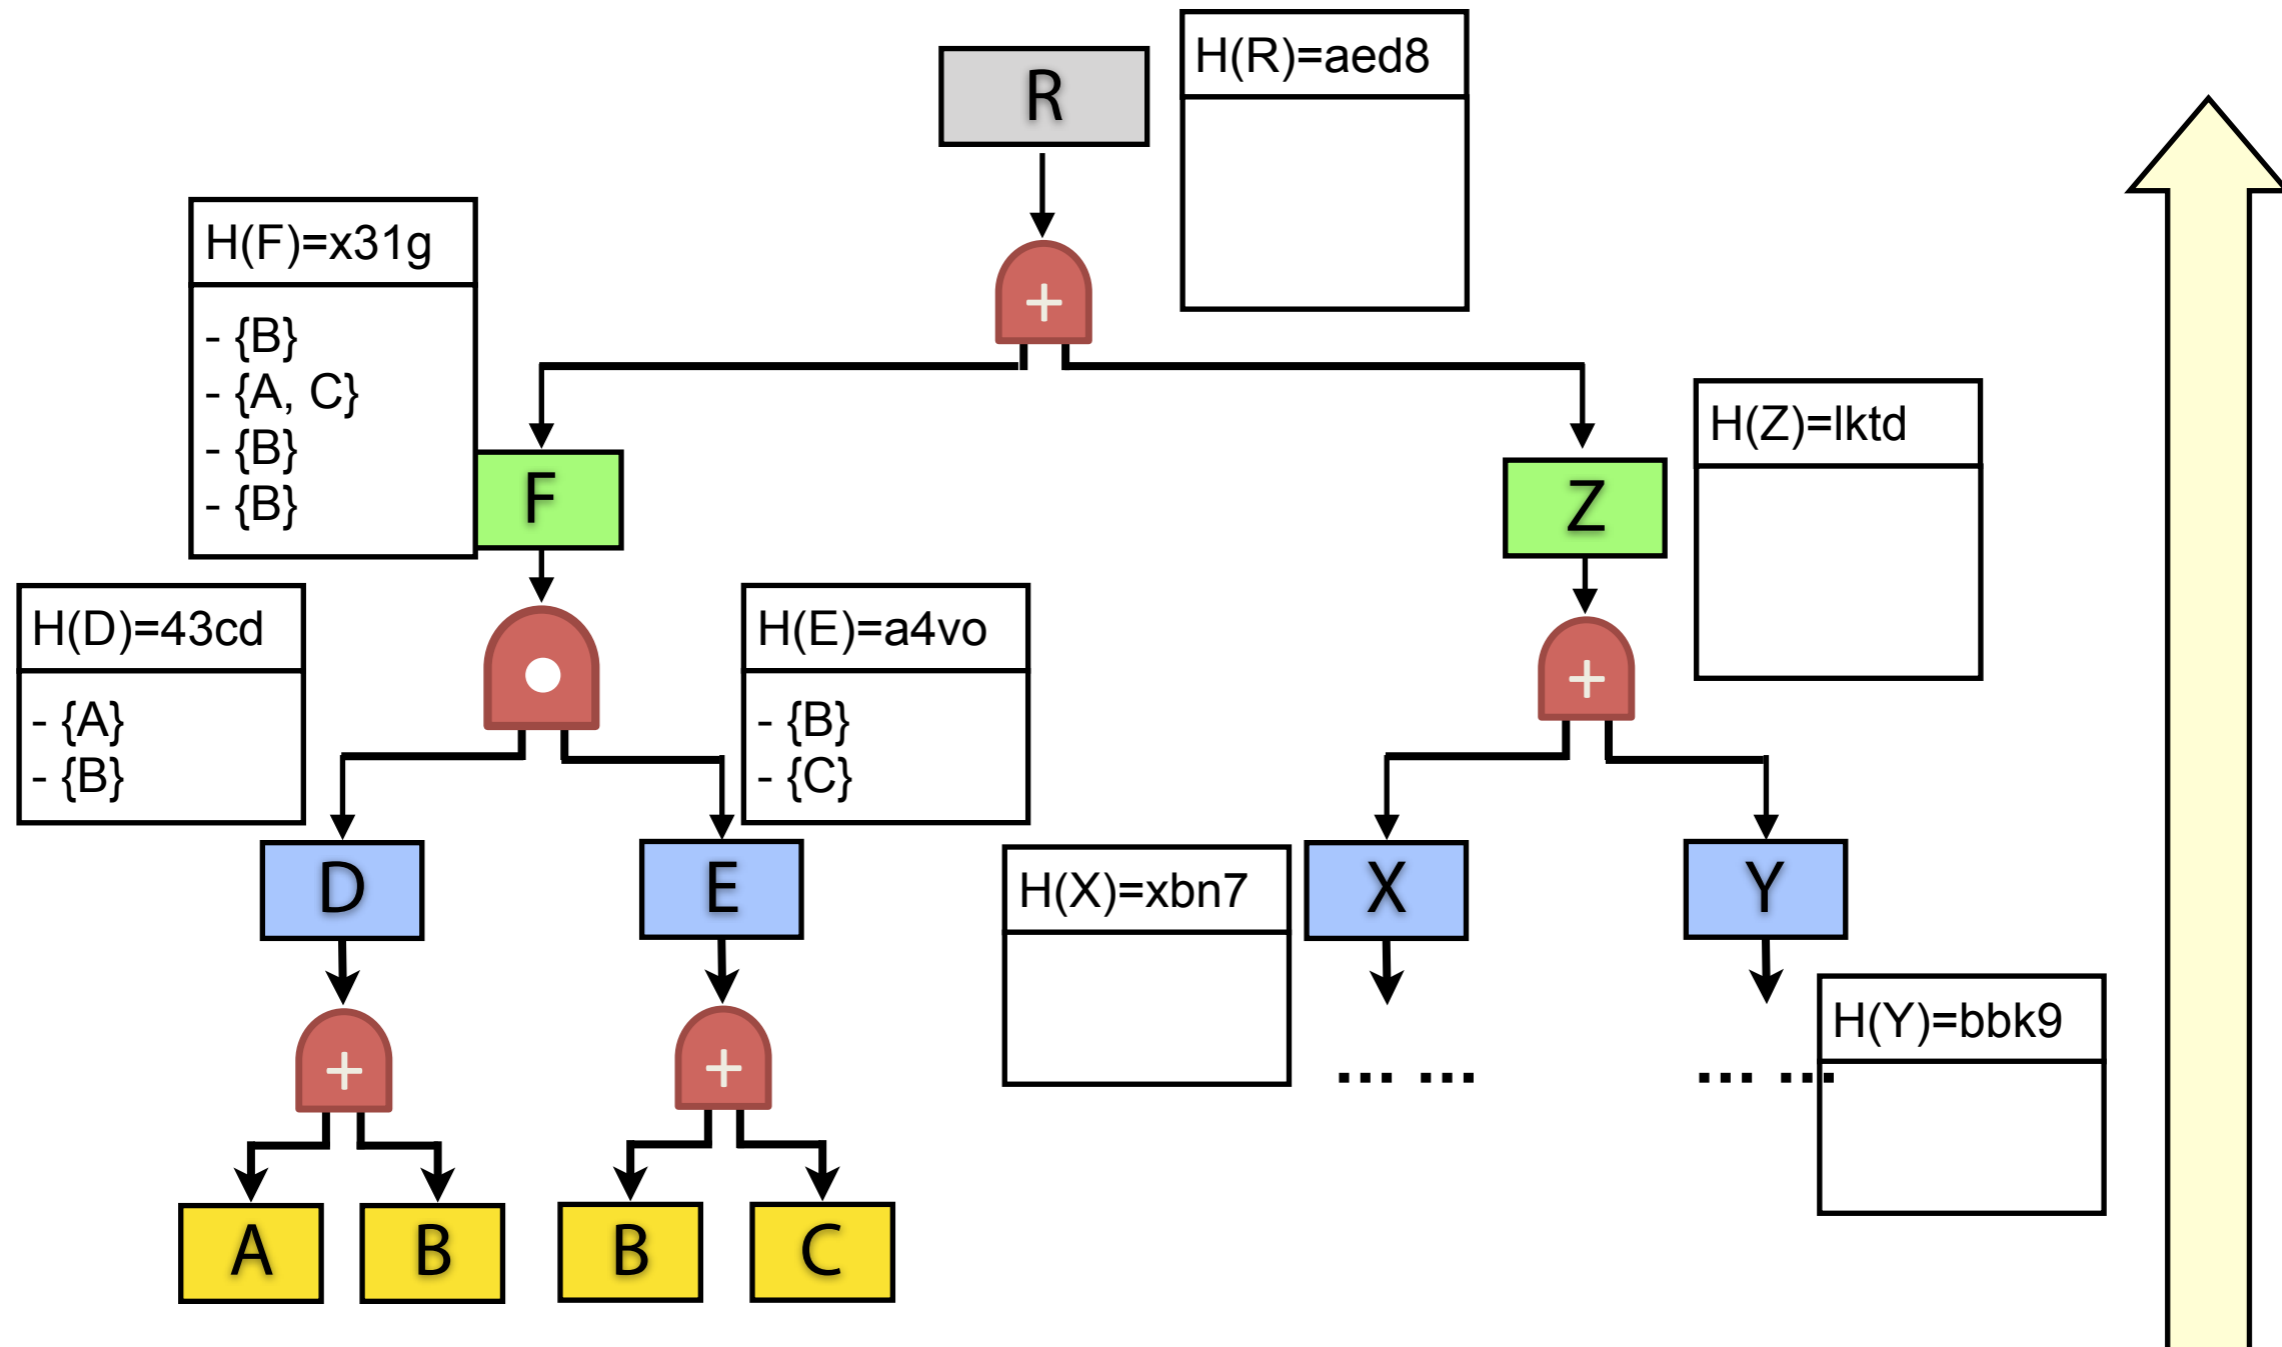 R
H(R)=aed8
H(F)=x31g
- {B}
- {A, C}
- {B}
- {B}
+
F
H(Z)=lktd
Z
H(D)=43cd
- {A}
- {B}
H(E)=a4vo
- {B}
- {C}
+
D
E
H(X)=xbn7
X
Y
H(Y)=bbk9
+
+
... ...
... ...
A
B
B
C